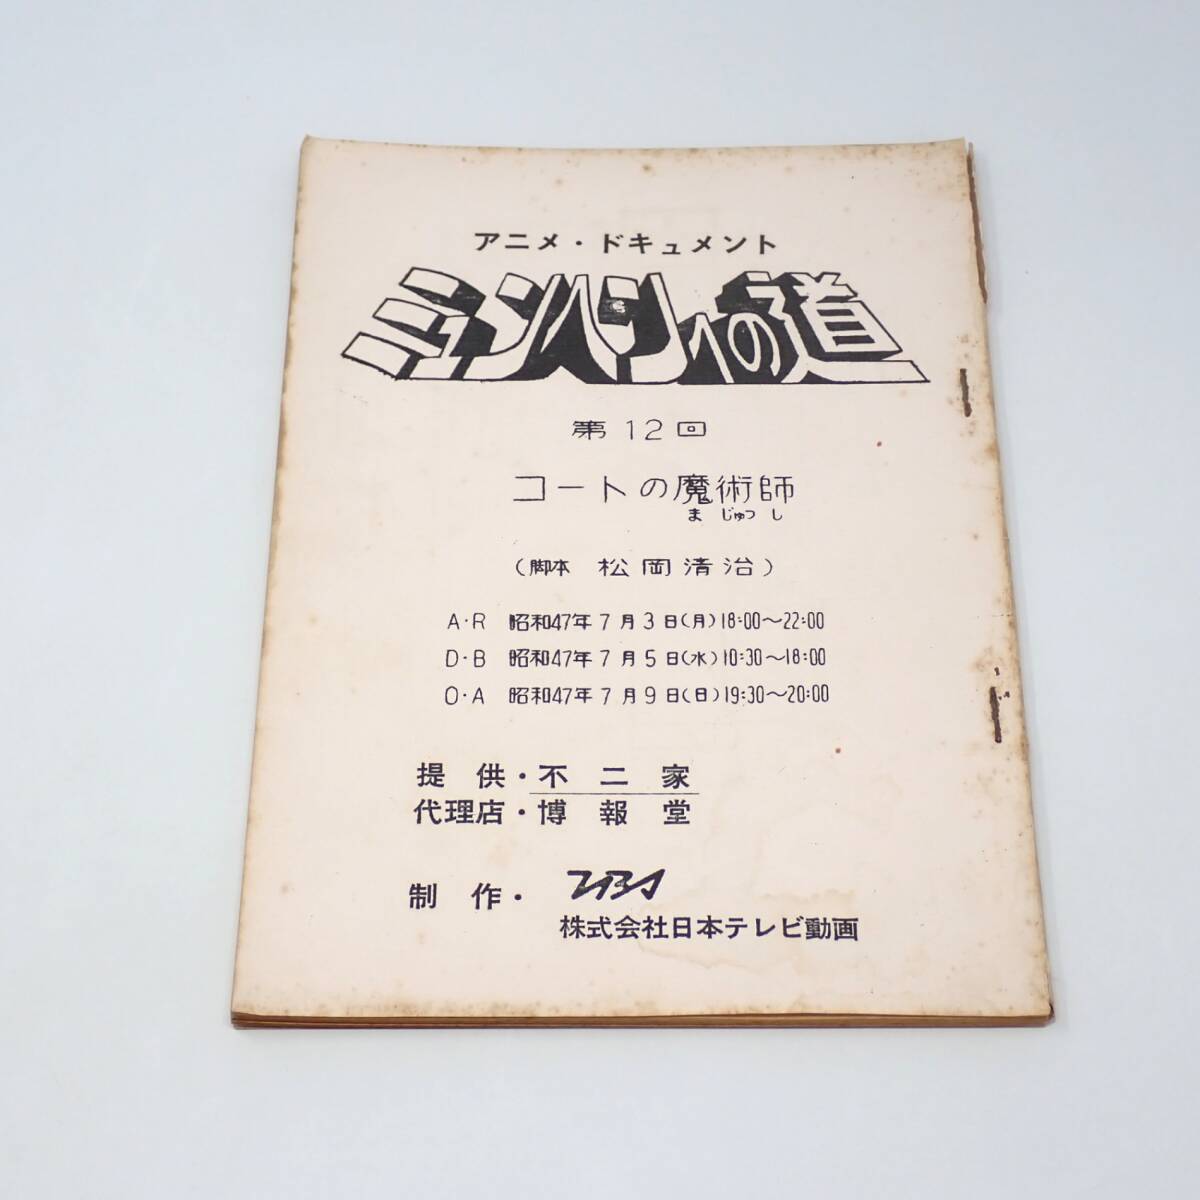 アニメ・ドキュメント
ミュンヘンへの道
第12回
コートの魔術師
ま じゅつ し
(脚本 松岡清治)
A・R 昭和47年7月3日(月)18:00〜22:00
D・B 昭和47年7月5日(水)10:30〜18:00
O・A 昭和47年7月9日(日)19:30〜20:00
提供・不二家
代理店・博報堂
制作・TBS
株式会社日本テレビ動画